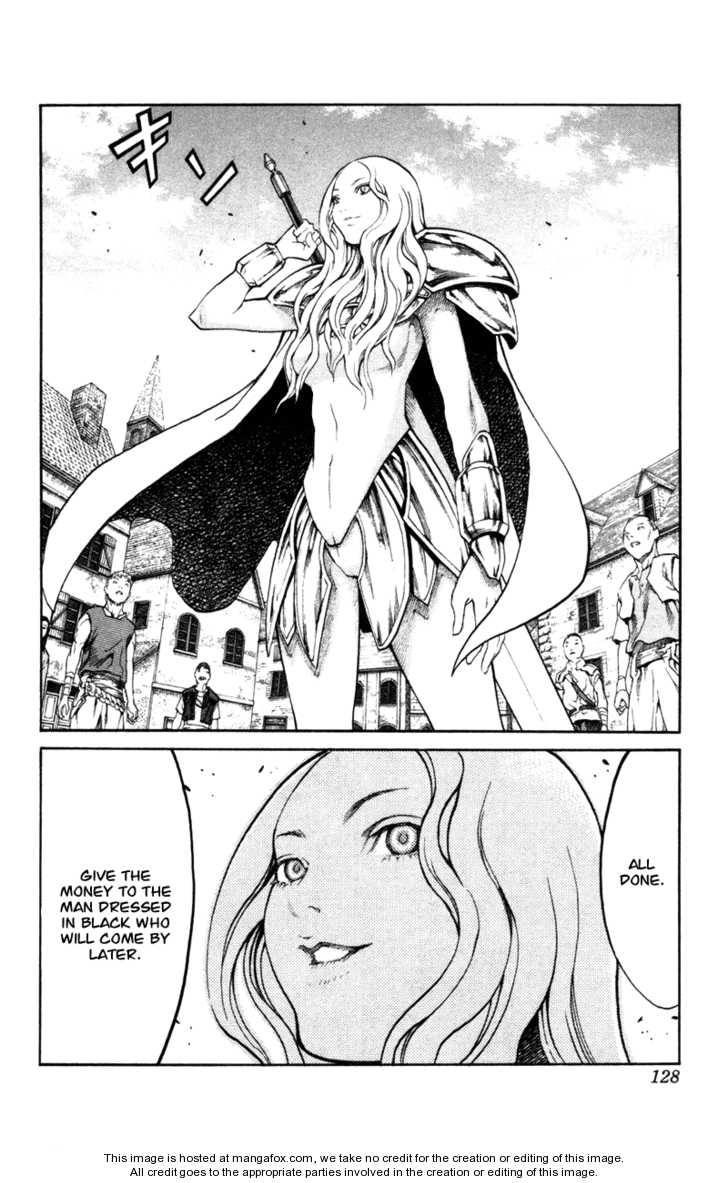 キン
ALL
DONE.
GIVE THE
MONEY TO THE
MAN DRESSED
IN BLACK WHO
WILL COME BY
LATER.
128
This image is hosted at mangafox.com, we take no credit for the creation or editing of this image.
All credit goes to the appropriate parties involved in the creation or editing of this image.